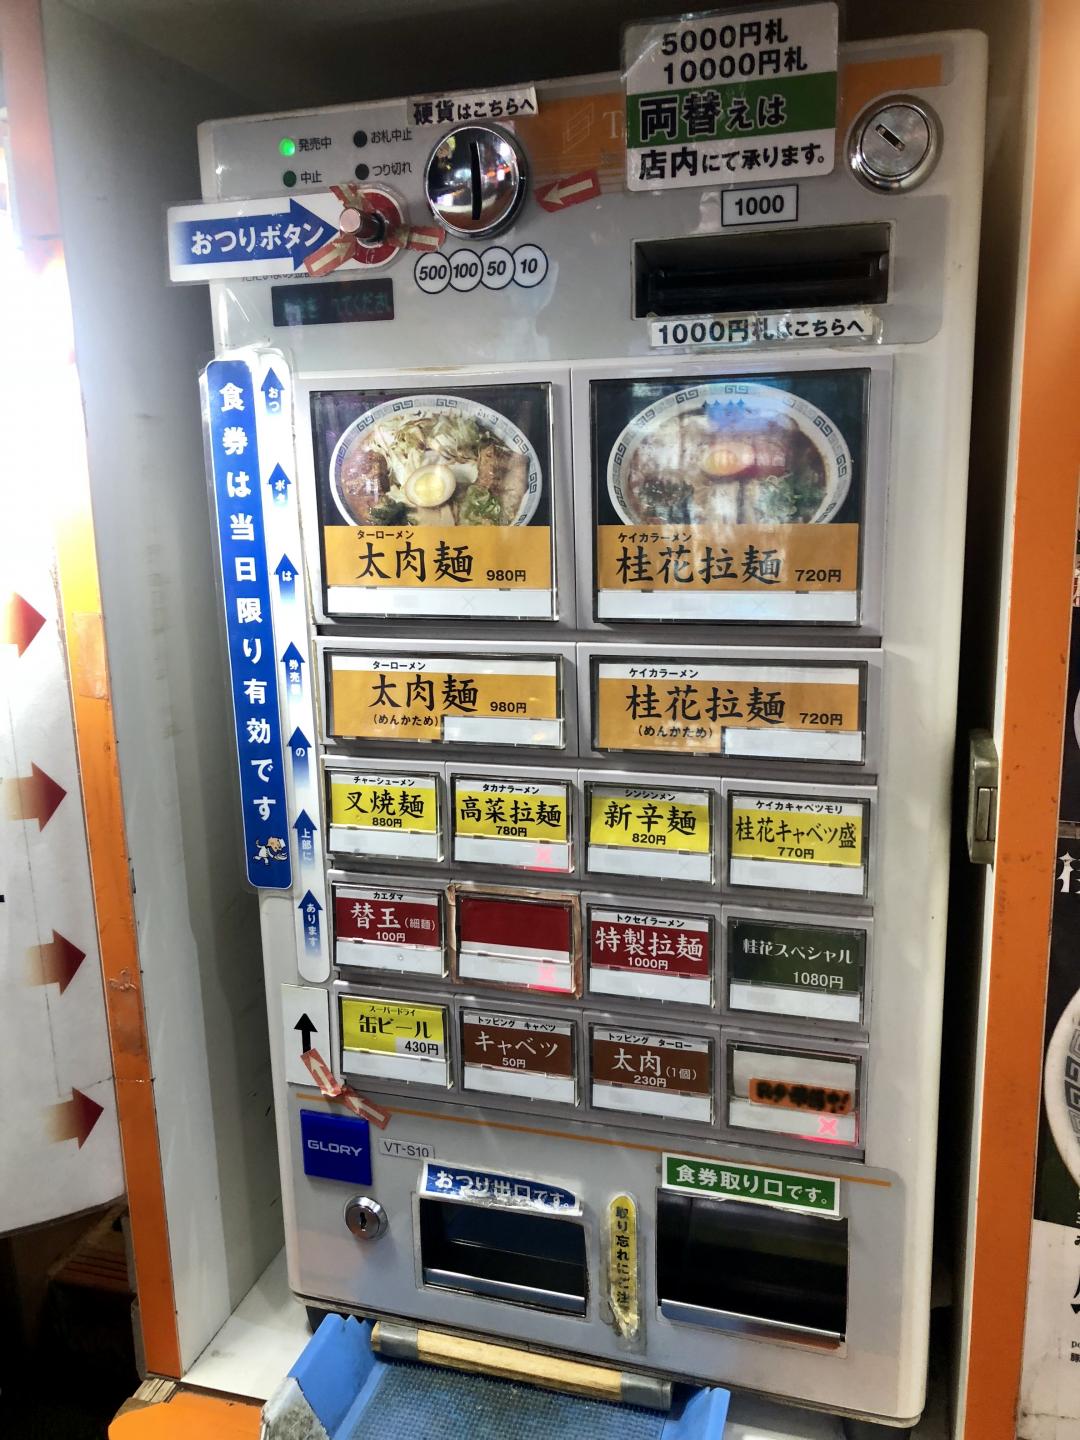 5000円札
10000円札
両替えは
店内にて承ります。
硬貨はこちらへ
発売中
お札中止
中止
つり切れ
おつりボタン
500 100 50 10
1000
1000円札はこちらへ
食券は当日限り有効です
おつ
ボタ
は
券売機
の
上部に
あります。
ターローメン
太肉麺 980円
ケイカラーメン
桂花拉麺 720円
ターローメン
太肉麺 980円
(めんかため)
ケイカラーメン
桂花拉麺 720円
(めんかため)
チャーシューメン
叉焼麺
880円
タカナラーメン
高菜拉麺
780円
シンシンメン
新辛麺
820円
ケイカキャベツモリ
桂花キャベツ盛
770円
カエダマ
替玉(細麺)
100円
トクセイラーメン
特製拉麺
1000円
桂花スペシャル
1080円
スーパードライ
缶ビール
430円
トッピング キャベツ
キャベツ
50円
トッピング ターロー
太肉(1個)
230円
GLORY
VT-S10
おつり出口です。
食券取り口です。
取り忘れにご注